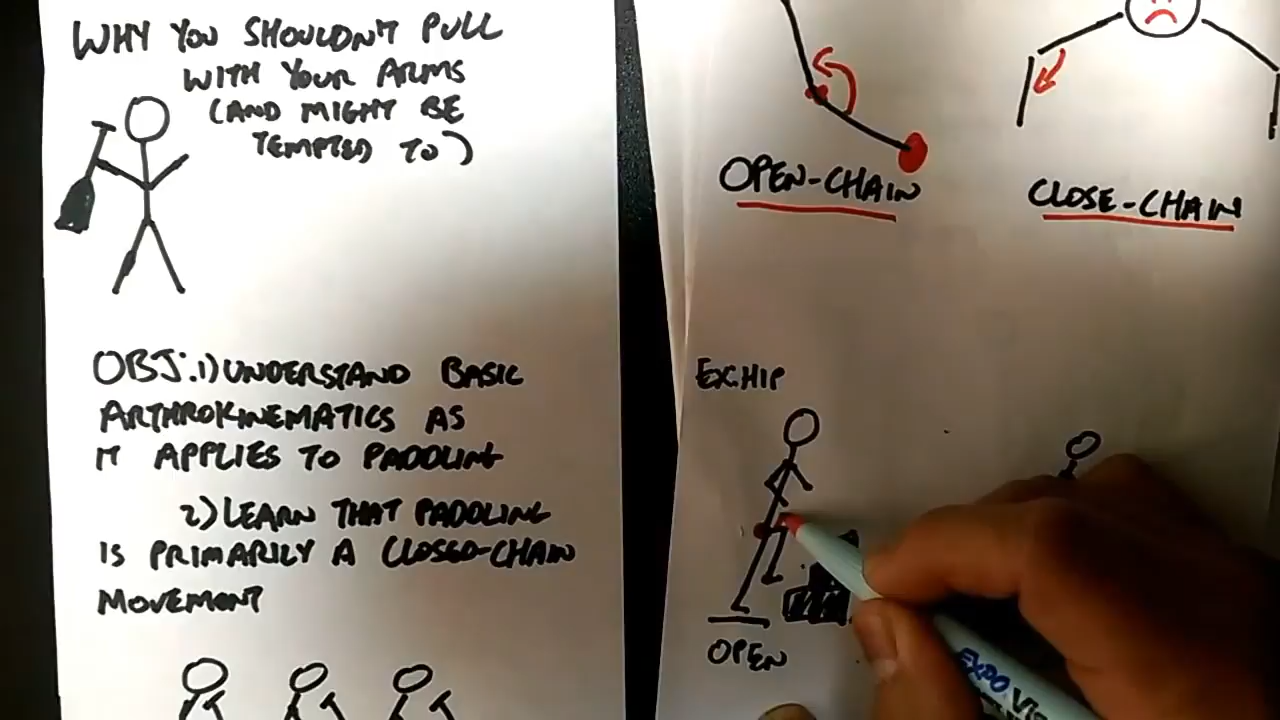 WHY YOU SHOULDN'T PULL
WITH YOUR ARMS
(AND MIGHT BE
TEMPTED TO)
OBJ: 1) UNDERSTAND BASIC
ARTHROKINEMATICS AS
IT APPLIES TO PADDLING
2) LEARN THAT PADDLING
IS PRIMARILY A CLOSED-CHAIN
MOVEMENT
OPEN-CHAIN
CLOSE-CHAIN
EX:HIP
OPEN
EXPO VIS